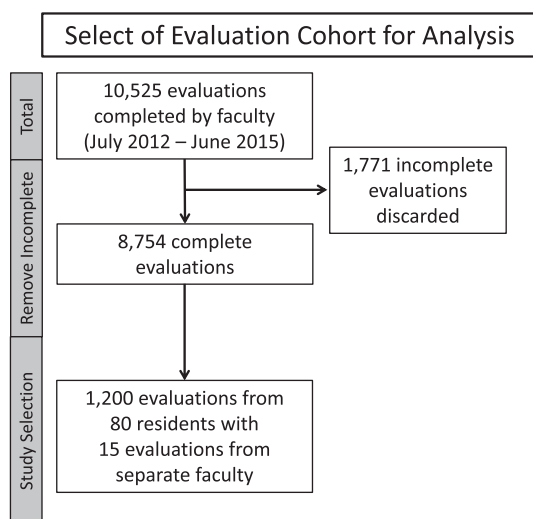 Select of Evaluation Cohort for Analysis
Total
10,525 evaluations
completed by faculty
(July 2012 – June 2015)
1,771 incomplete
evaluations
discarded
Remove Incomplete
8,754 complete
evaluations
Study Selection
1,200 evaluations from
80 residents with
15 evaluations from
separate faculty